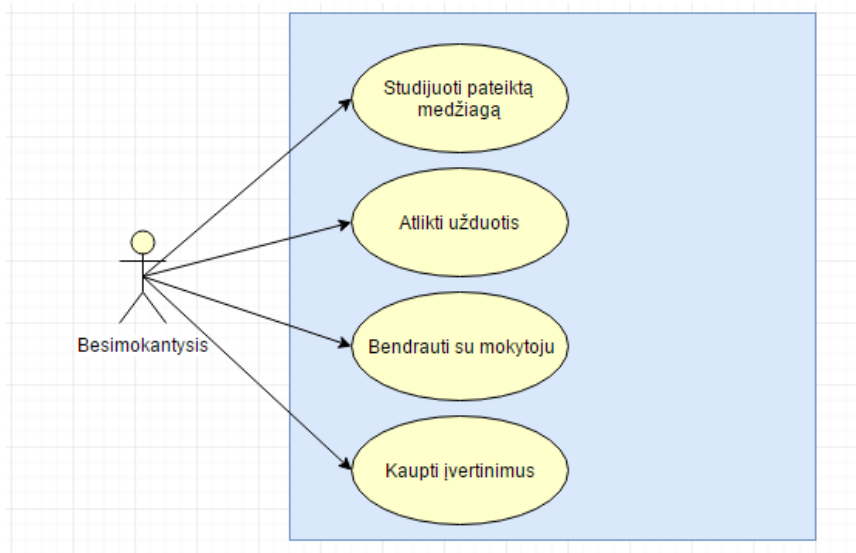 Studijuoti pateiktą
medžiagą
Atlikti užduotis
Besimokantysis
Bendrauti su mokytoju
Kaupti įvertinimus